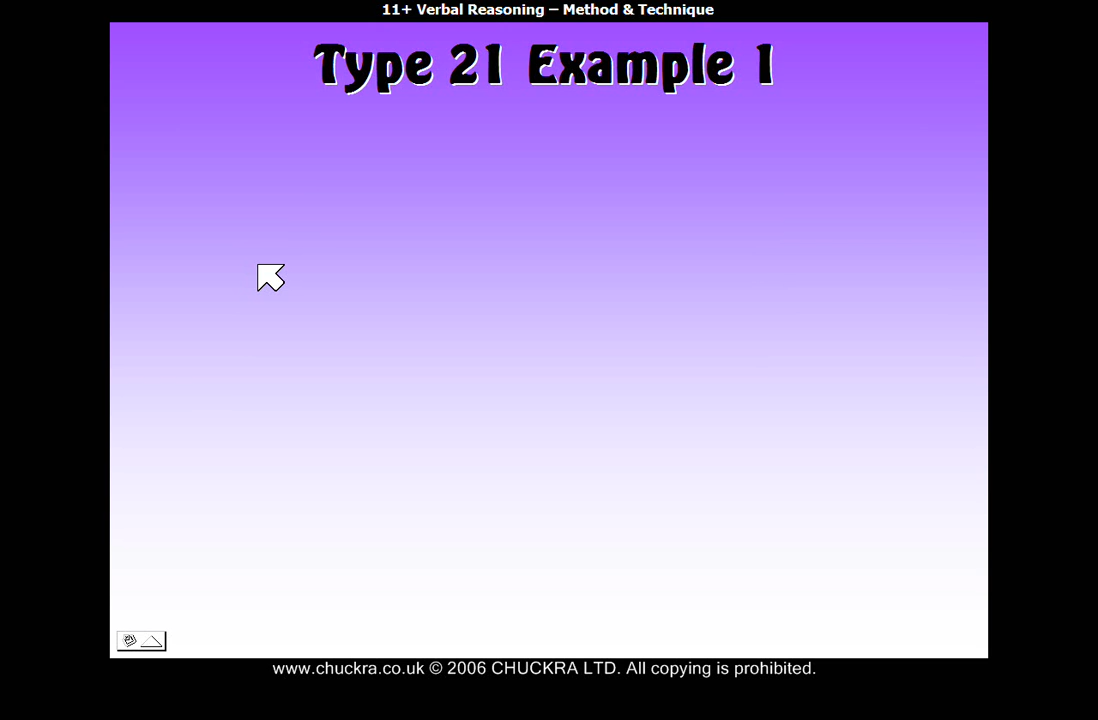 11+ Verbal Reasoning – Method & Technique
Type 21 Example 1
www.chuckra.co.uk © 2006 CHUCKRA LTD. All copying is prohibited.